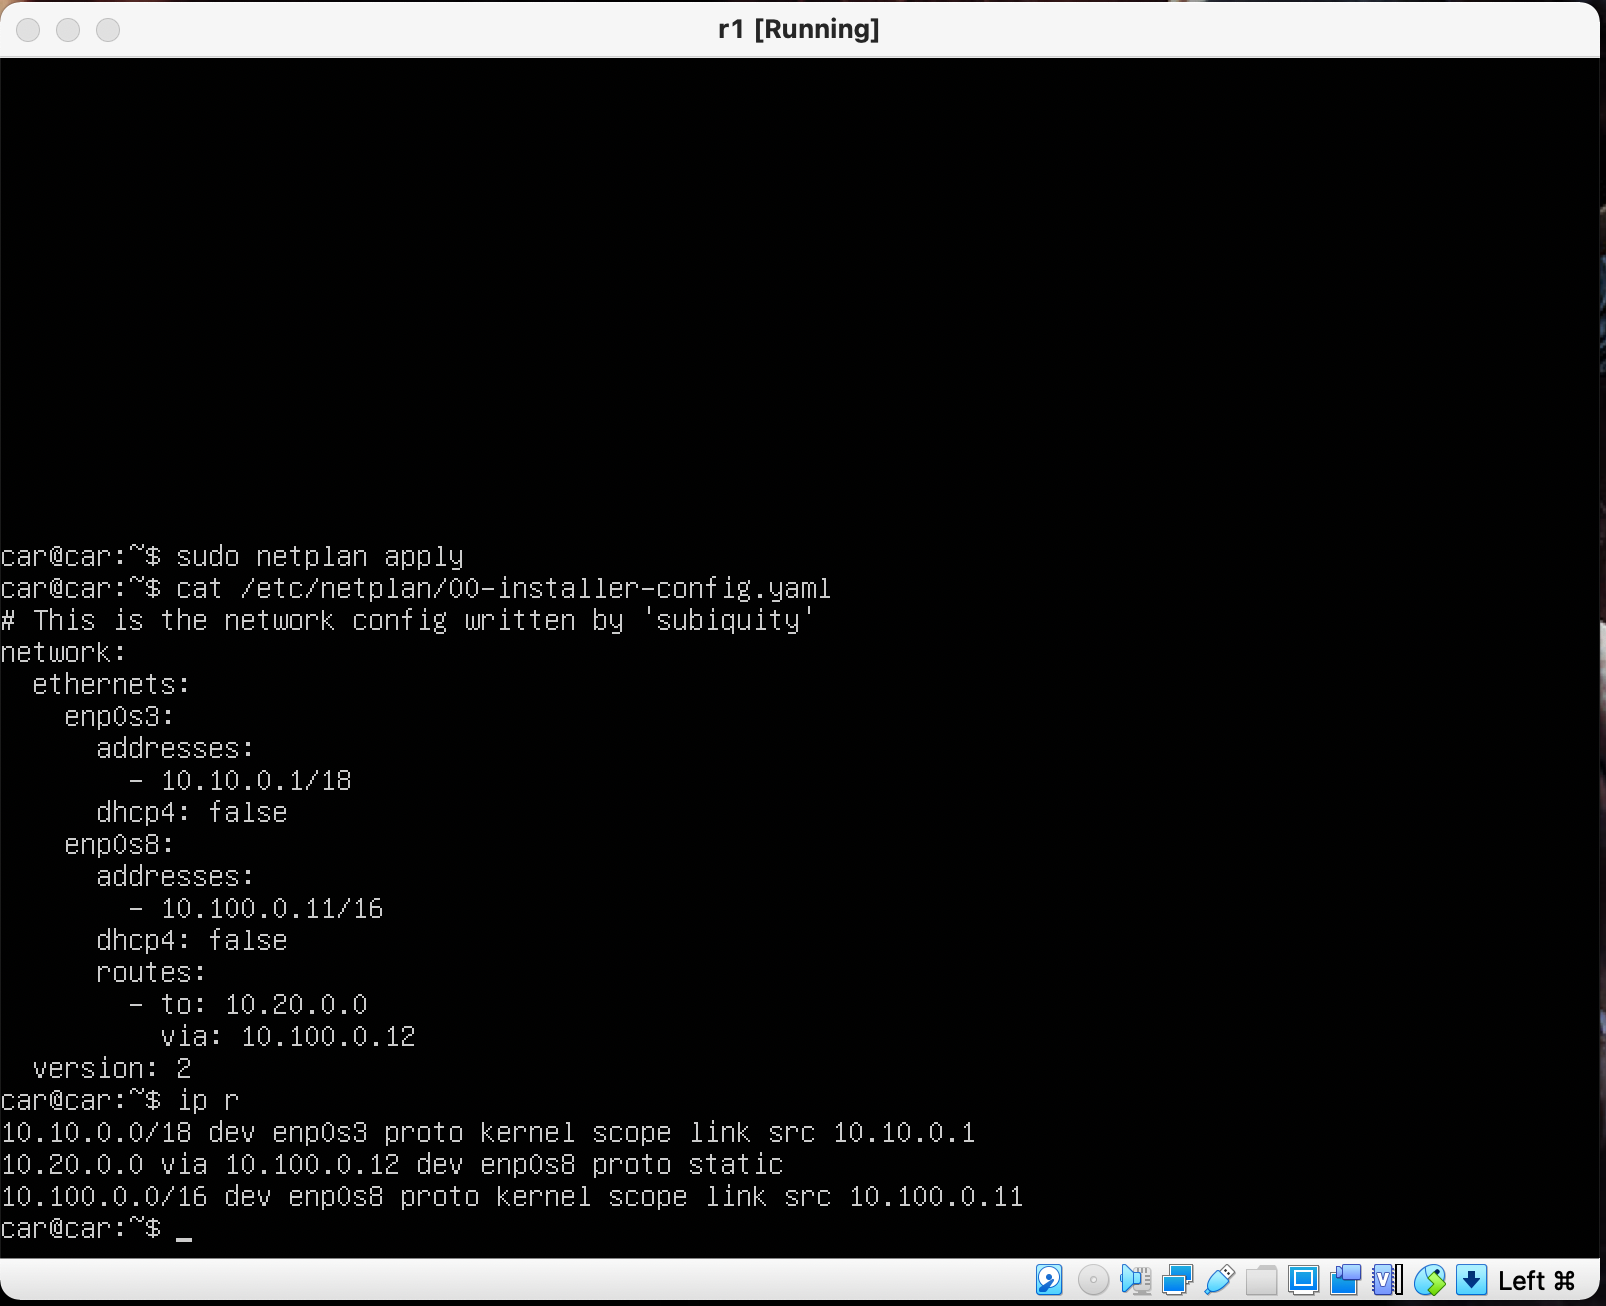 r1 [Running]
car@car:~$ sudo netplan apply
car@car:~$ cat /etc/netplan/00-installer-config.yaml
# This is the network config written by 'subiquity'
network:
  ethernets:
    enp0s3:
      addresses:
        - 10.10.0.1/18
      dhcp4: false
    enp0s8:
      addresses:
        - 10.100.0.11/16
      dhcp4: false
      routes:
        - to: 10.20.0.0
          via: 10.100.0.12
  version: 2
car@car:~$ ip r
10.10.0.0/18 dev enp0s3 proto kernel scope link src 10.10.0.1
10.20.0.0 via 10.100.0.12 dev enp0s8 proto static
10.100.0.0/16 dev enp0s8 proto kernel scope link src 10.100.0.11
car@car:~$ _
Left ⌘